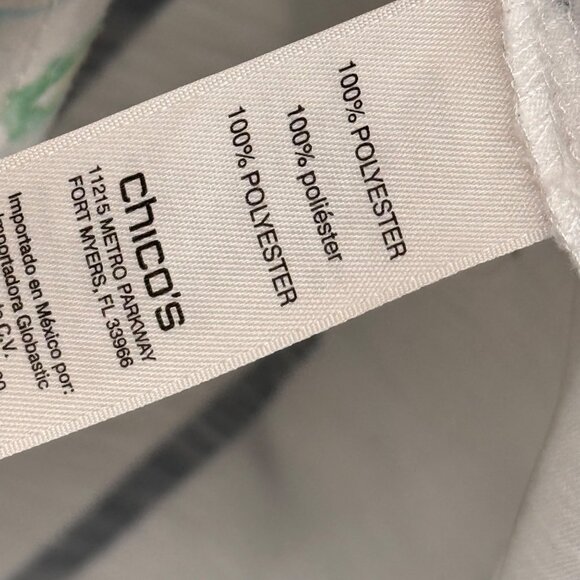 100% POLYESTER
100% poliéster
100% POLYESTER
chico's
11215 METRO PARKWAY
FORT MYERS, FL 33966
Importado en México por:
Importadora Globastic
C.V.